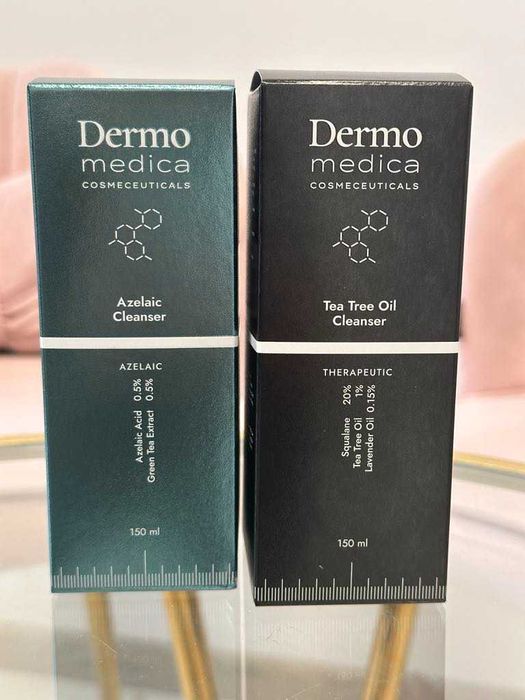 Dermo
medica
COSMECEUTICALS
Azelaic
Cleanser
AZELAIC
Azelaic Acid 0.5%
Green Tea Extract 0.5%
150 ml
Dermo
medica
COSMECEUTICALS
Tea Tree Oil
Cleanser
THERAPEUTIC
Squalane 20%
Tea Tree Oil 1%
Lavender Oil 0.15%
150 ml